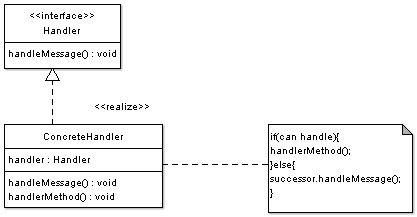 <<interface>>
Handler
handleMessage() : void
<<realize>>
ConcreteHandler
handler : Handler
handleMessage() : void
handlerMethod() : void
if(can handle){
handlerMethod();
}else{
successor.handleMessage();
}